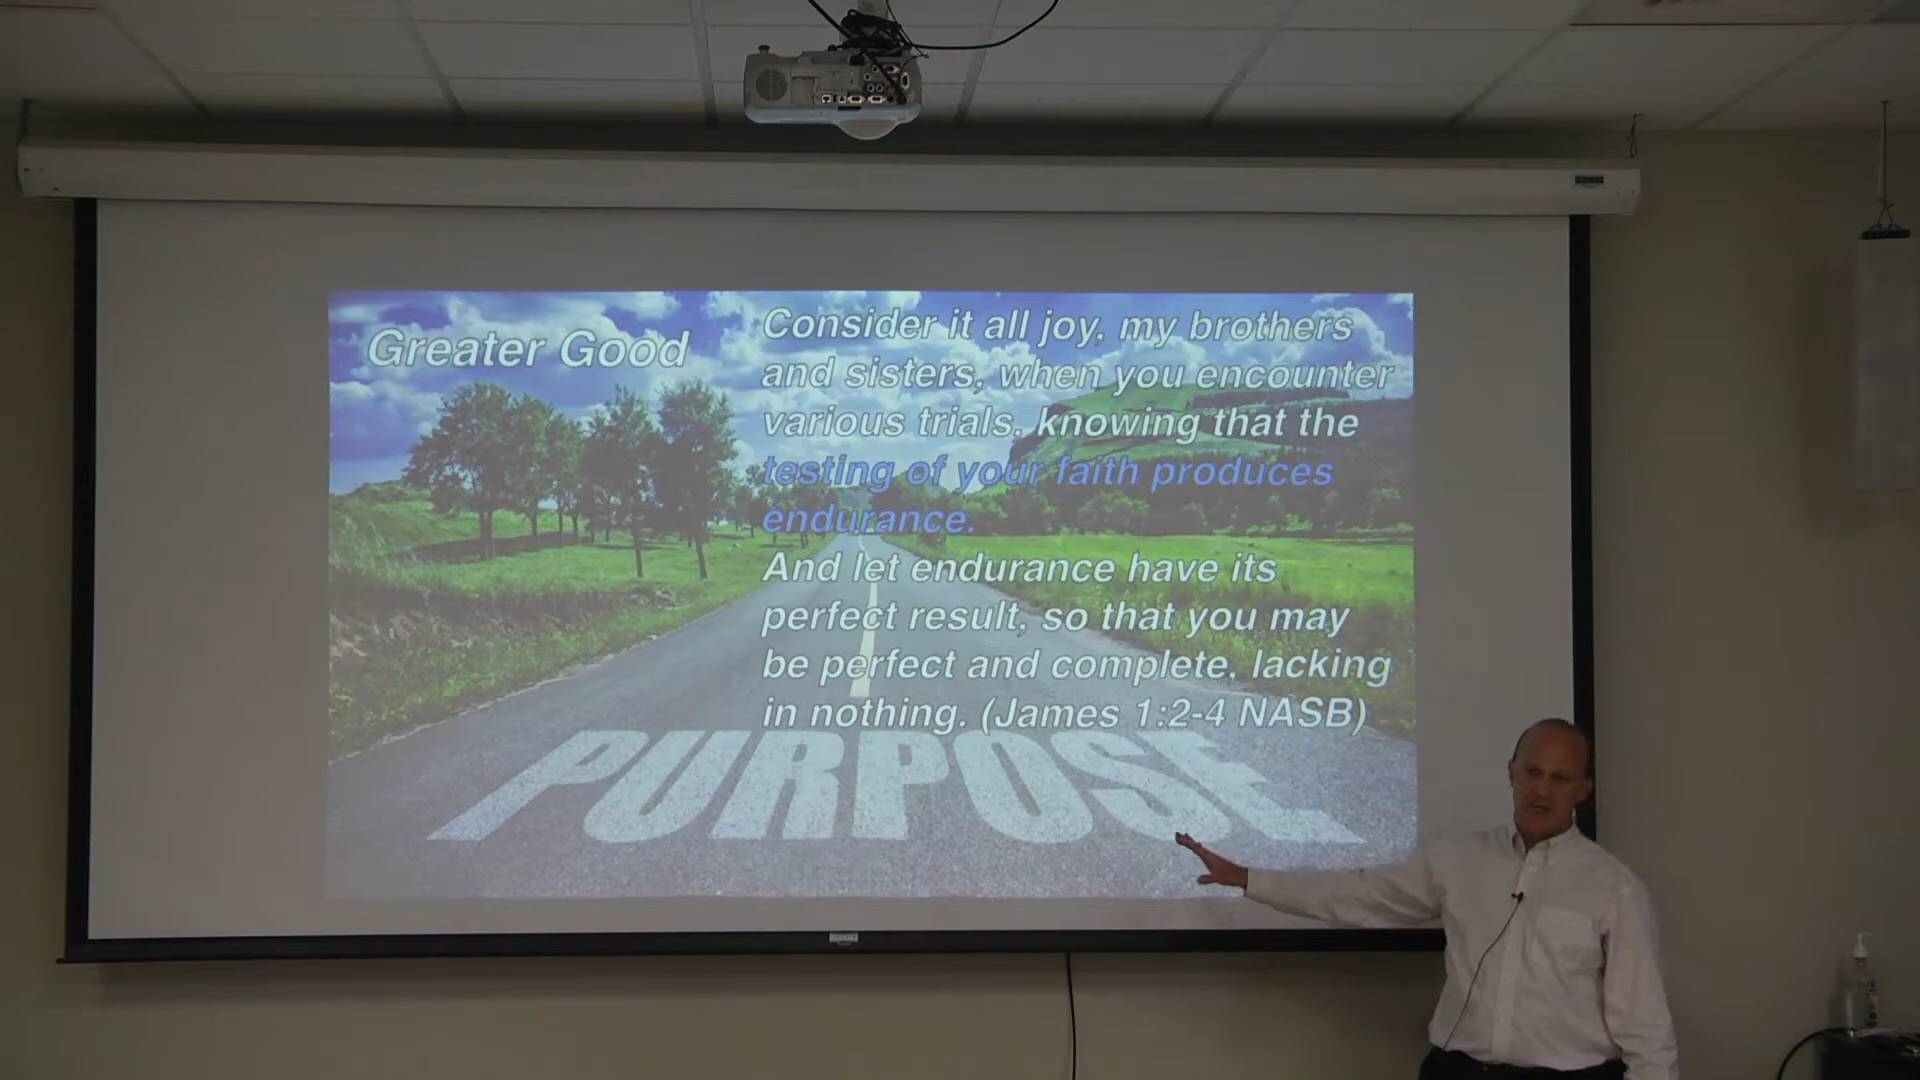 Greater Good
Consider it all joy, my brothers
and sisters, when you encounter
various trials, knowing that the
testing of your faith produces
endurance.
And let endurance have its
perfect result, so that you may
be perfect and complete, lacking
in nothing. (James 1:2-4 NASB)
PURPOSE